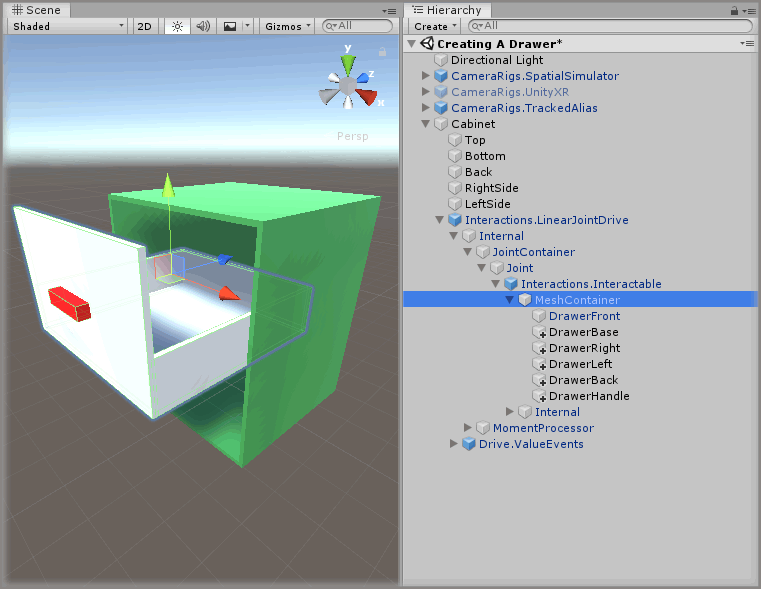 Scene
Shaded 2D Gizmos All
y
z
x
Persp
Hierarchy
Create All
Creating A Drawer*
Directional Light
CameraRigs.SpatialSimulator
CameraRigs.UnityXR
CameraRigs.TrackedAlias
Cabinet
Top
Bottom
Back
RightSide
LeftSide
Interactions.LinearJointDrive
Internal
JointContainer
Joint
Interactions.Interactable
MeshContainer
DrawerFront
DrawerBase
DrawerRight
DrawerLeft
DrawerBack
DrawerHandle
Internal
MomentProcessor
Drive.ValueEvents